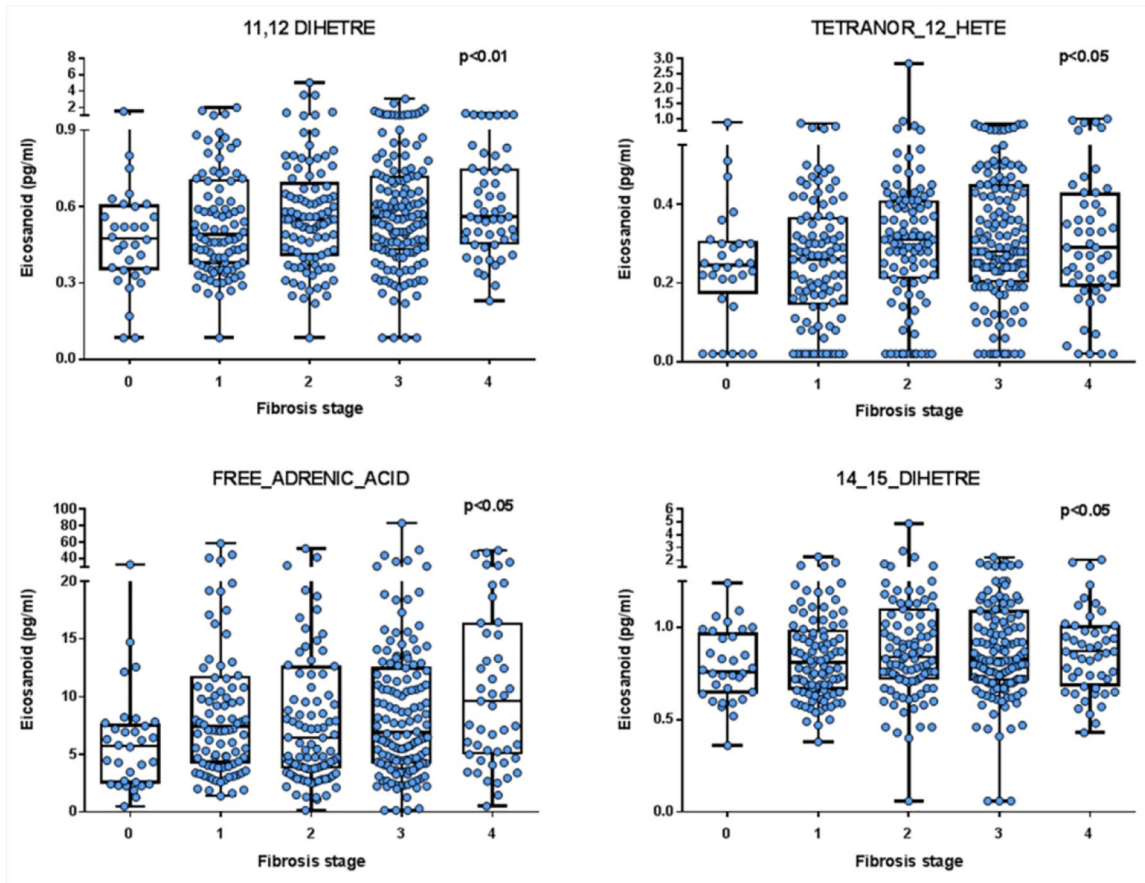 11,12 DIHETRE
p<0.01
Eicosanoid (pg/ml)
8
6
4
2
0.9
0.6
0.3
0.0
0 1 2 3 4
Fibrosis stage
TETRANOR_12_HETE
p<0.05
Eicosanoid (pg/ml)
3.0
2.5
2.0
1.5
1.0
0.4
0.2
0.0
0 1 2 3 4
Fibrosis stage
FREE_ADRENIC_ACID
p<0.05
Eicosanoid (pg/ml)
100
80
60
40
20
15
10
5
0
0 1 2 3 4
Fibrosis stage
14_15_DIHETRE
p<0.05
Eicosanoid (pg/ml)
6
5
4
3
2
1.0
0.5
0.0
0 1 2 3 4
Fibrosis stage